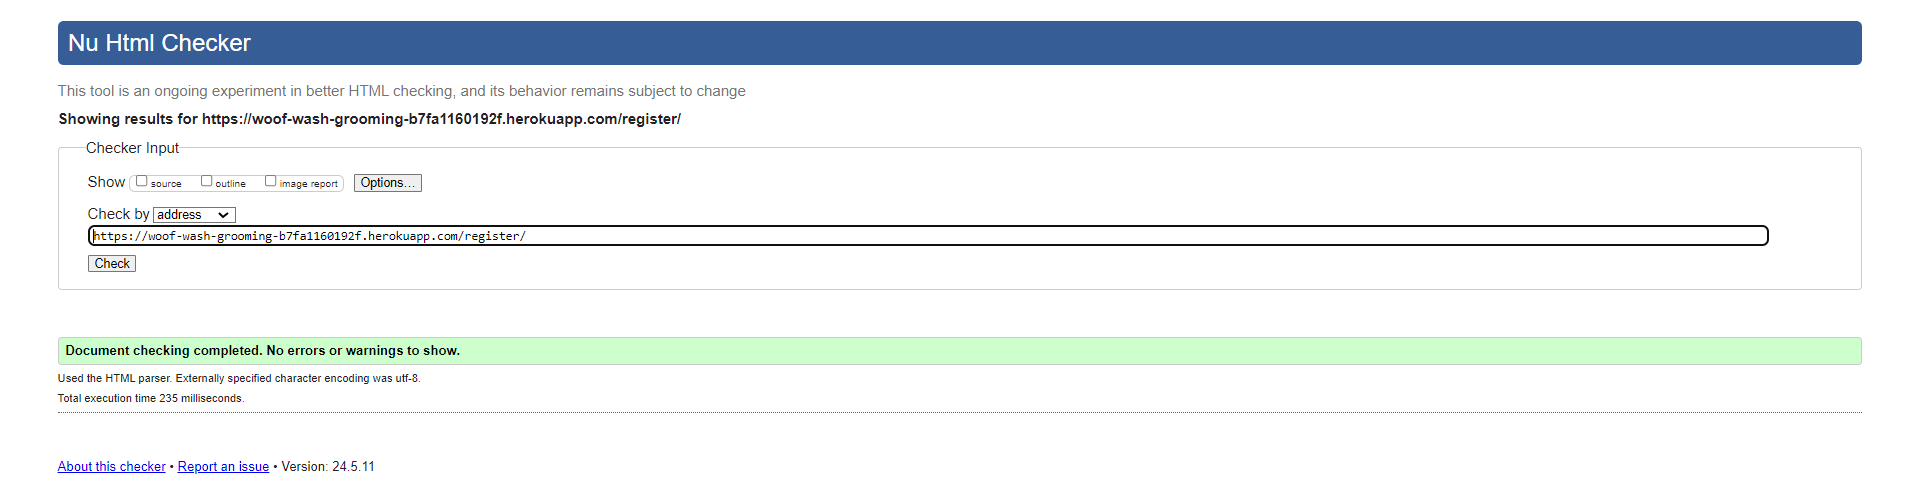 Nu Html Checker
This tool is an ongoing experiment in better HTML checking, and its behavior remains subject to change
Showing results for https://woof-wash-grooming-b7fa1160192f.herokuapp.com/register/
Checker Input
Show source outline image report Options...
Check by address
https://woof-wash-grooming-b7fa1160192f.herokuapp.com/register/
Check
Document checking completed. No errors or warnings to show.
Used the HTML parser. Externally specified character encoding was utf-8.
Total execution time 235 milliseconds.
About this checker • Report an issue • Version: 24.5.11